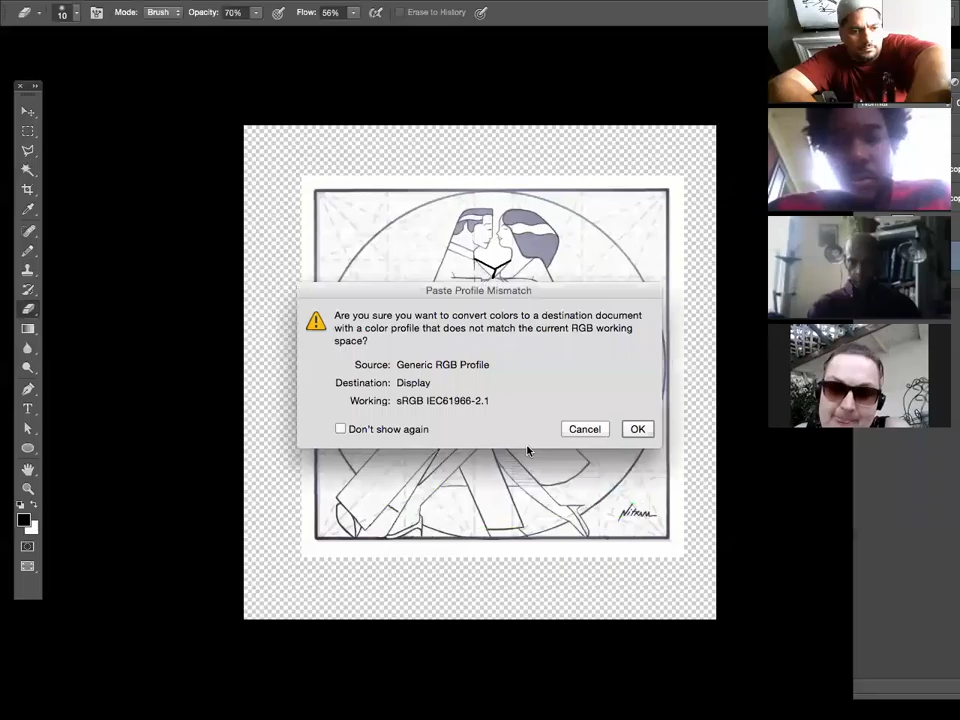 10
Mode: Brush Opacity: 70% Flow: 56% Erase to History
Paste Profile Mismatch
Are you sure you want to convert colors to a destination document
with a color profile that does not match the current RGB working
space?
Source: Generic RGB Profile
Destination: Display
Working: sRGB IEC61966-2.1
Don't show again
Cancel
OK